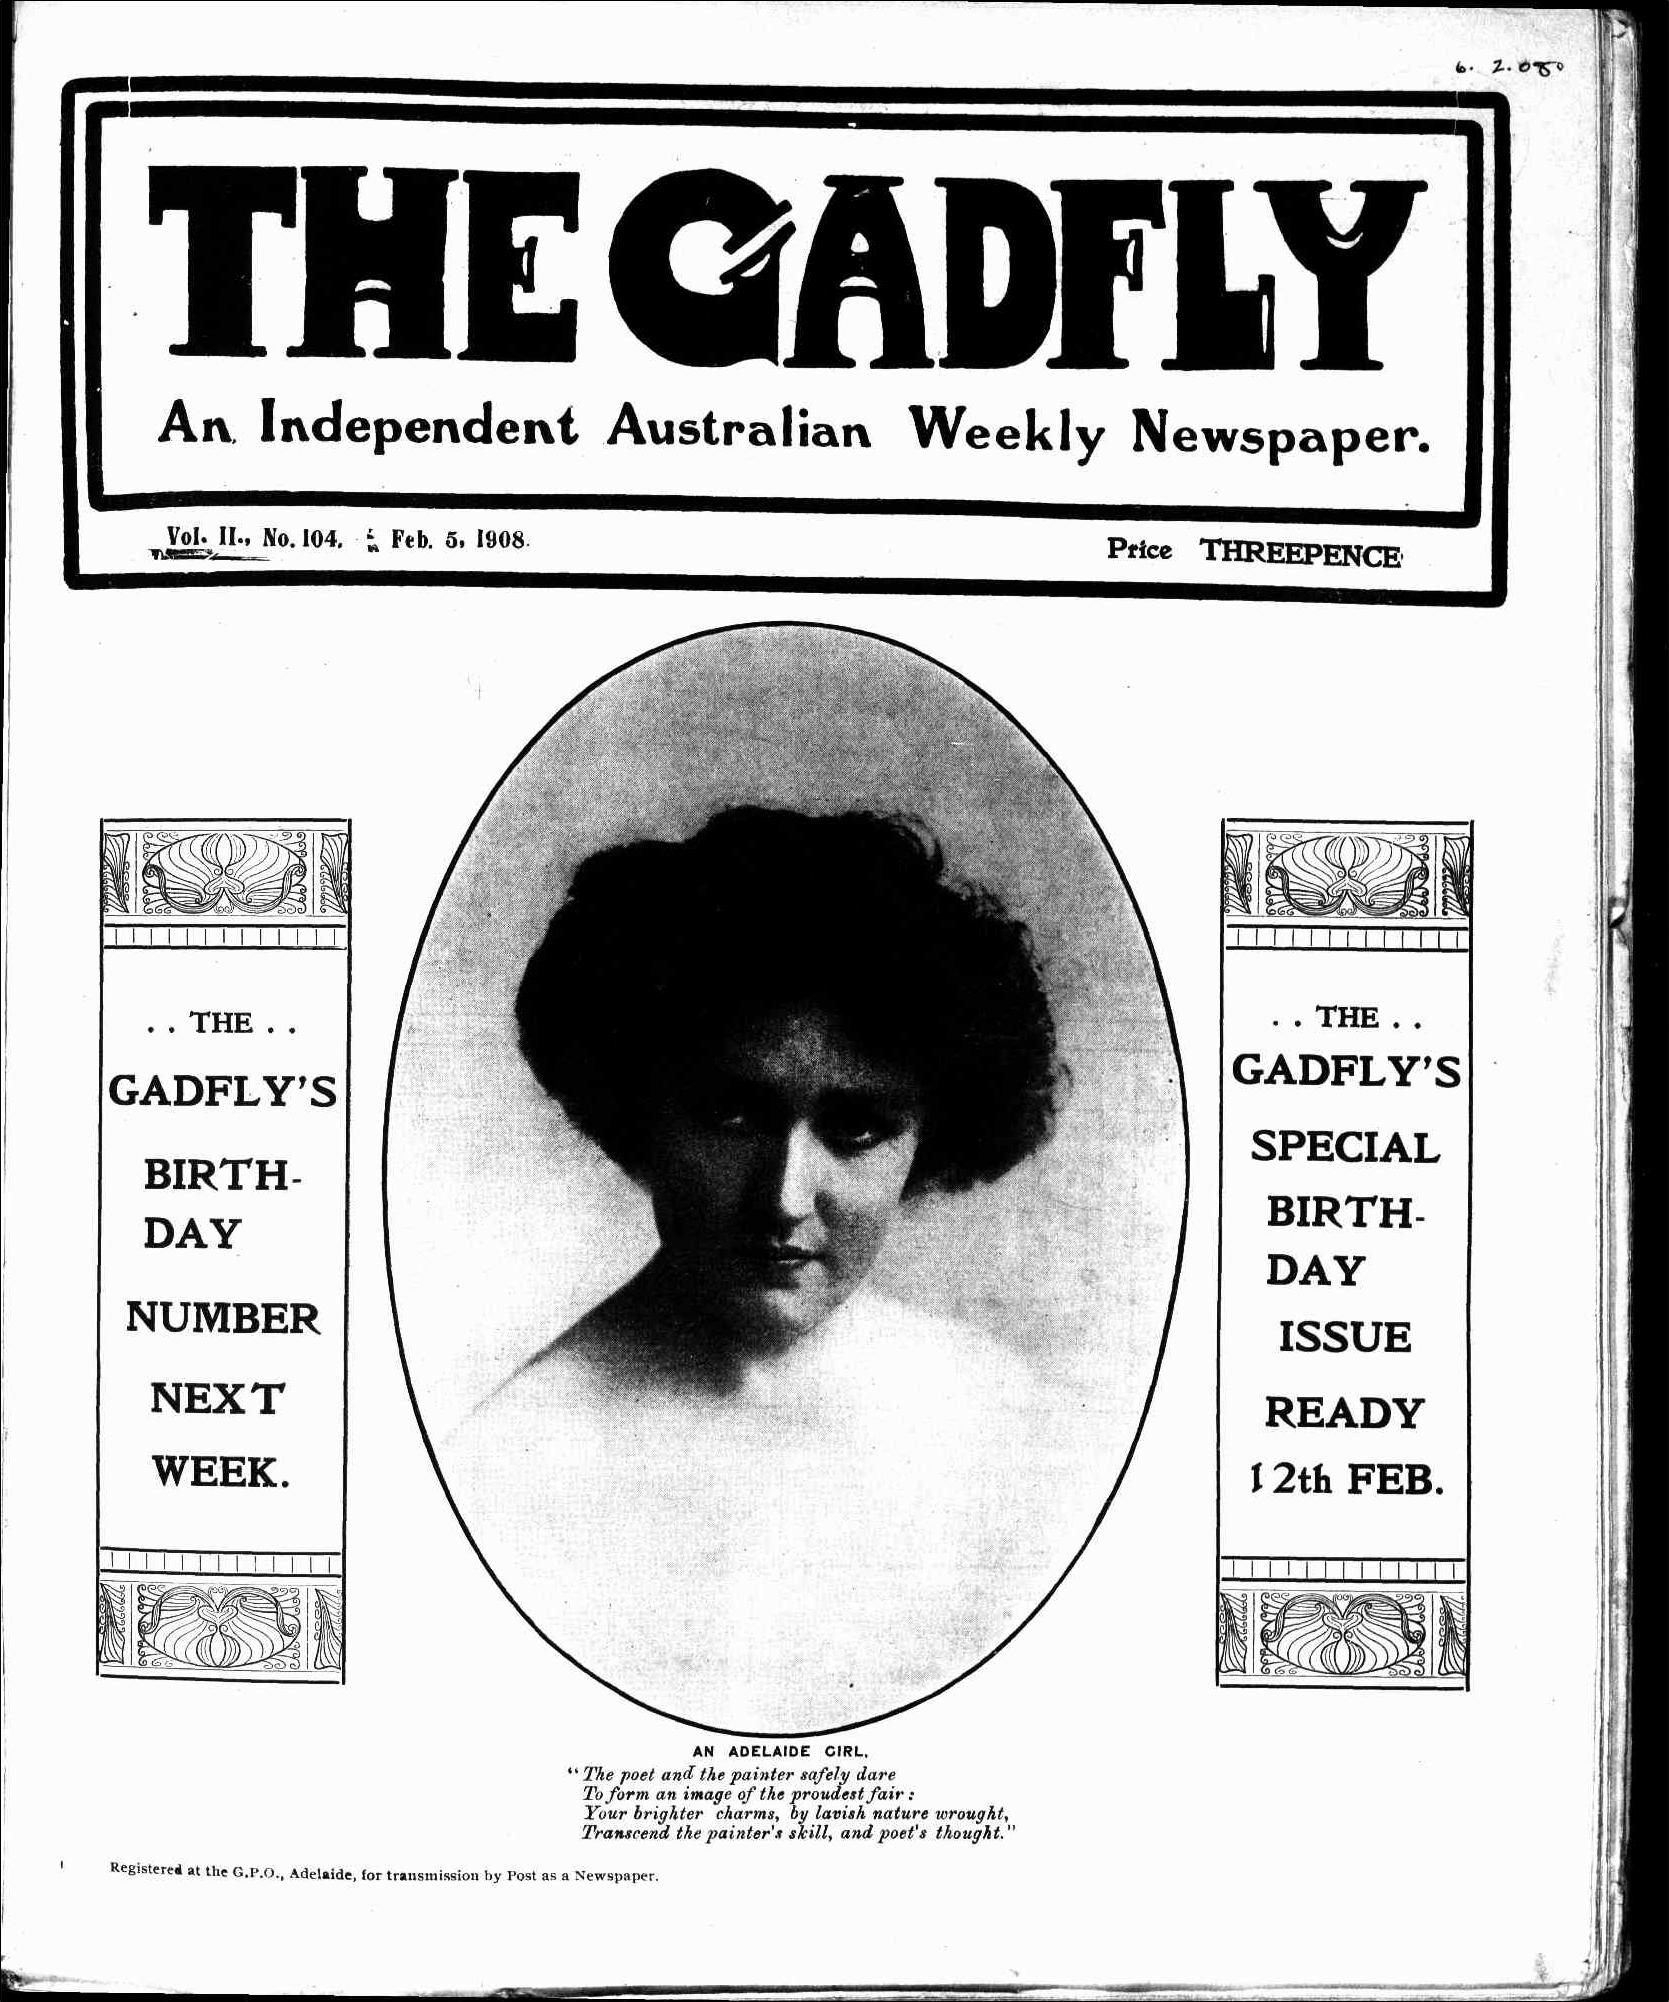 6. 2. 08
THE GADFLY
An Independent Australian Weekly Newspaper.
Vol. II., No. 104. Feb. 5, 1908.
Price THREEPENCE
. . THE . .
GADFLY'S
BIRTH-
DAY
NUMBER
NEXT
WEEK.
. . THE . .
GADFLY'S
SPECIAL
BIRTH-
DAY
ISSUE
READY
12th FEB.
AN ADELAIDE GIRL.
"The poet and the painter safely dare
To form an image of the proudest fair:
Your brighter charms, by lavish nature wrought,
Transcend the painter's skill, and poet's thought."
Registered at the G.P.O., Adelaide, for transmission by Post as a Newspaper.